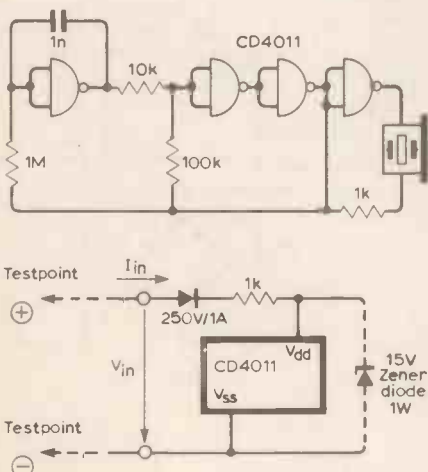 1n
CD4011
10k
1M
100k
1k
Testpoint
Iin
1k
+
250V/1A
Vdd
Vin
CD4011
15V
Zener
diode
1W
Vss
Testpoint
−